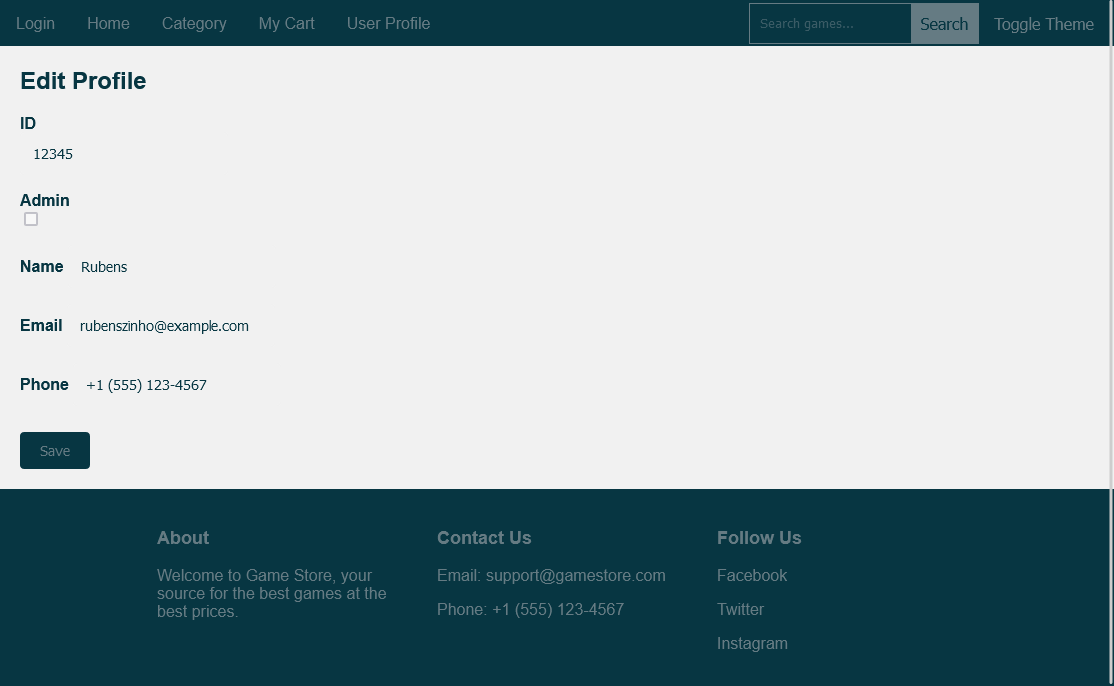 Login Home Category My Cart User Profile Search games... Search Toggle Theme
Edit Profile
ID
12345
Admin
Name Rubens
Email rubenszinho@example.com
Phone +1 (555) 123-4567
Save
About
Welcome to Game Store, your
source for the best games at the
best prices.
Contact Us
Email: support@gamestore.com
Phone: +1 (555) 123-4567
Follow Us
Facebook
Twitter
Instagram